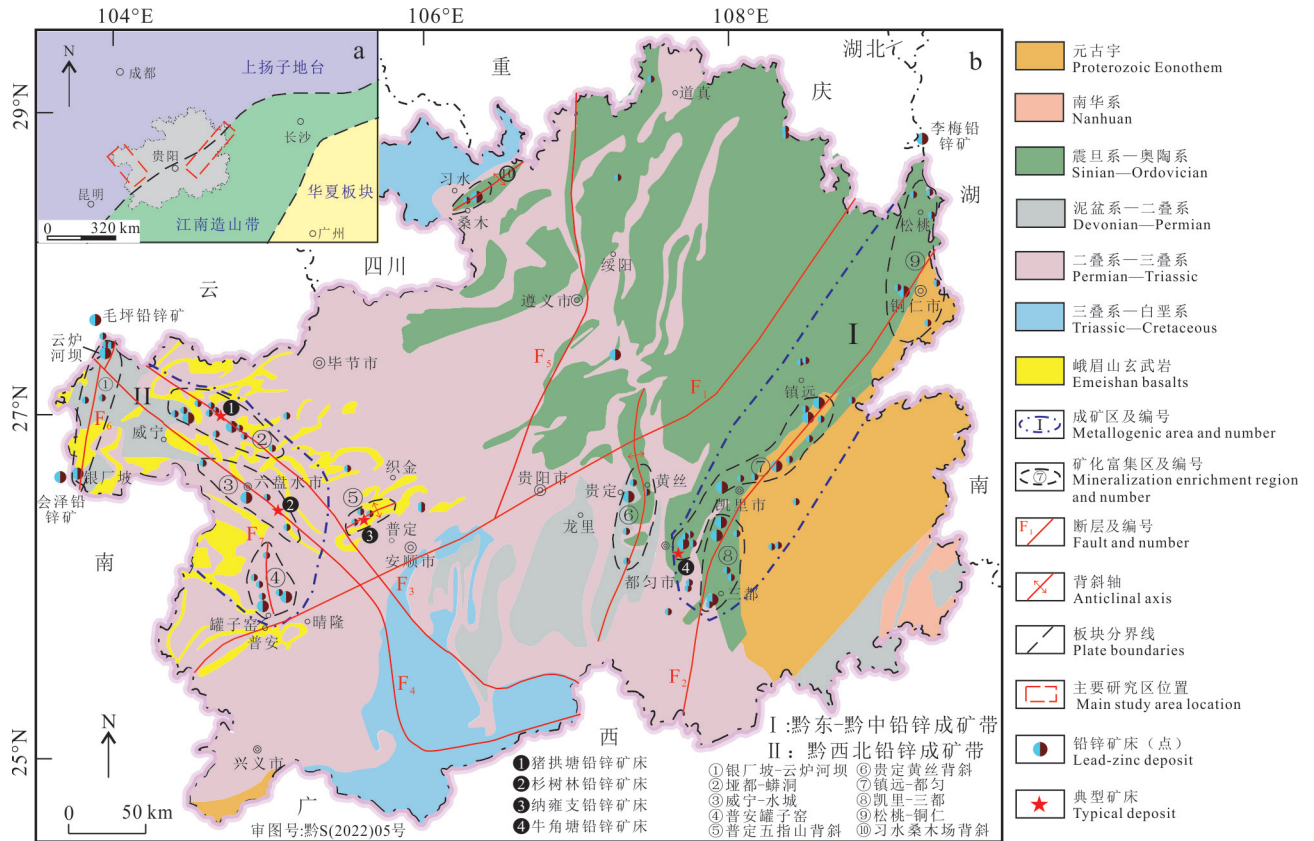 104°E
106°E
108°E
29°N
27°N
25°N
a
N
成都
上扬子地台
长沙
贵阳
昆明
华夏板块
江南造山带
广州
0 320 km
b
重
庆
湖北
湖
南
四川
云
南
广
西
道真
李梅铅
锌矿
习水
⑩
桑木
松桃
⑨
铜仁市
绥阳
遵义市
毛坪铅锌矿
云炉
河坝
①
Ⅱ
毕节市
F5
F1
Ⅰ
镇远
F6
威宁
❶
②
银厂坡
会泽铅
锌矿
③
六盘水市
❷
织金
⑤
❸
普定
安顺市
贵阳市
贵定
黄丝
⑥
龙里
⑦
凯里市
⑧
❹
都匀市
三都
F7
④
罐子窑
普安
晴隆
F3
F4
F2
兴义市
N
0 50 km
审图号:黔S(2022)05号
Ⅰ:黔东-黔中铅锌成矿带
Ⅱ: 黔西北铅锌成矿带
❶猪拱塘铅锌矿床
❷杉树林铅锌矿床
❸纳雍支铅锌矿床
❹牛角塘铅锌矿床
①银厂坡-云炉河坝
②垭都-蟒洞
③威宁-水城
④普安罐子窑
⑤普定五指山背斜
⑥贵定黄丝背斜
⑦镇远-都匀
⑧凯里-三都
⑨松桃-铜仁
⑩习水桑木场背斜
元古宇
Proterozoic Eonothem
南华系
Nanhuan
震旦系—奥陶系
Sinian—Ordovician
泥盆系—二叠系
Devonian—Permian
二叠系—三叠系
Permian—Triassic
三叠系—白垩系
Triassic—Cretaceous
峨眉山玄武岩
Emeishan basalts
Ⅰ
成矿区及编号
Metallogenic area and number
⑦
矿化富集区及编号
Mineralization enrichment region
and number
F1
断层及编号
Fault and number
背斜轴
Anticlinal axis
板块分界线
Plate boundaries
主要研究区位置
Main study area location
铅锌矿床（点）
Lead-zinc deposit
典型矿床
Typical deposit